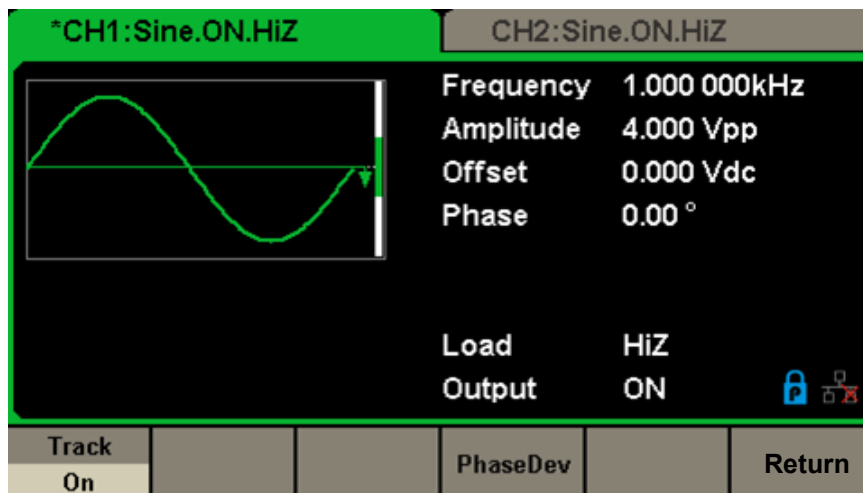 *CH1:Sine.ON.HiZ CH2:Sine.ON.HiZ
Frequency 1.000 000kHz
Amplitude 4.000 Vpp
Offset 0.000 Vdc
Phase 0.00 °
Load HiZ
Output ON P
Track PhaseDev Return
On